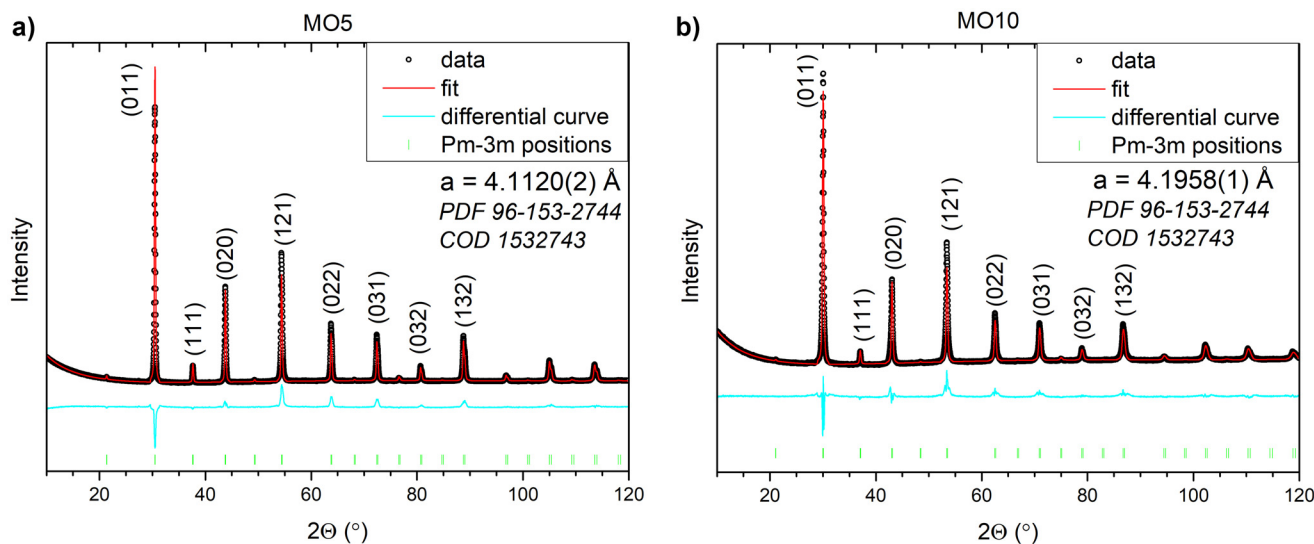 a)
MO5
data
fit
differential curve
Pm-3m positions
a = 4.1120(2) Å
PDF 96-153-2744
COD 1532743
(011)
(111)
(020)
(121)
(022)
(031)
(032)
(132)
Intensity
20
40
60
80
100
120
2Θ (°)
b)
MO10
data
fit
differential curve
Pm-3m positions
a = 4.1958(1) Å
PDF 96-153-2744
COD 1532743
(011)
(111)
(020)
(121)
(022)
(031)
(032)
(132)
Intensity
20
40
60
80
100
120
2Θ (°)